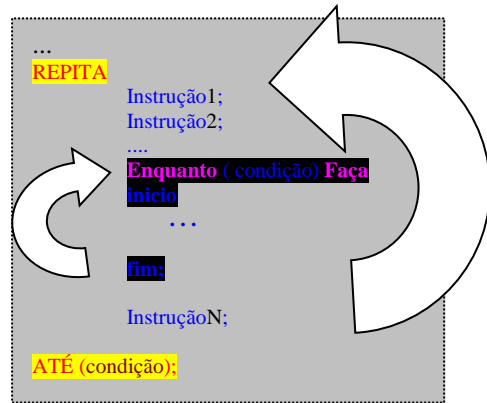 ...
REPITA
Instrução1;
Instrução2;
....
Enquanto ( condição) Faça
inicio
...
fim;
InstruçãoN;
ATÉ (condição);